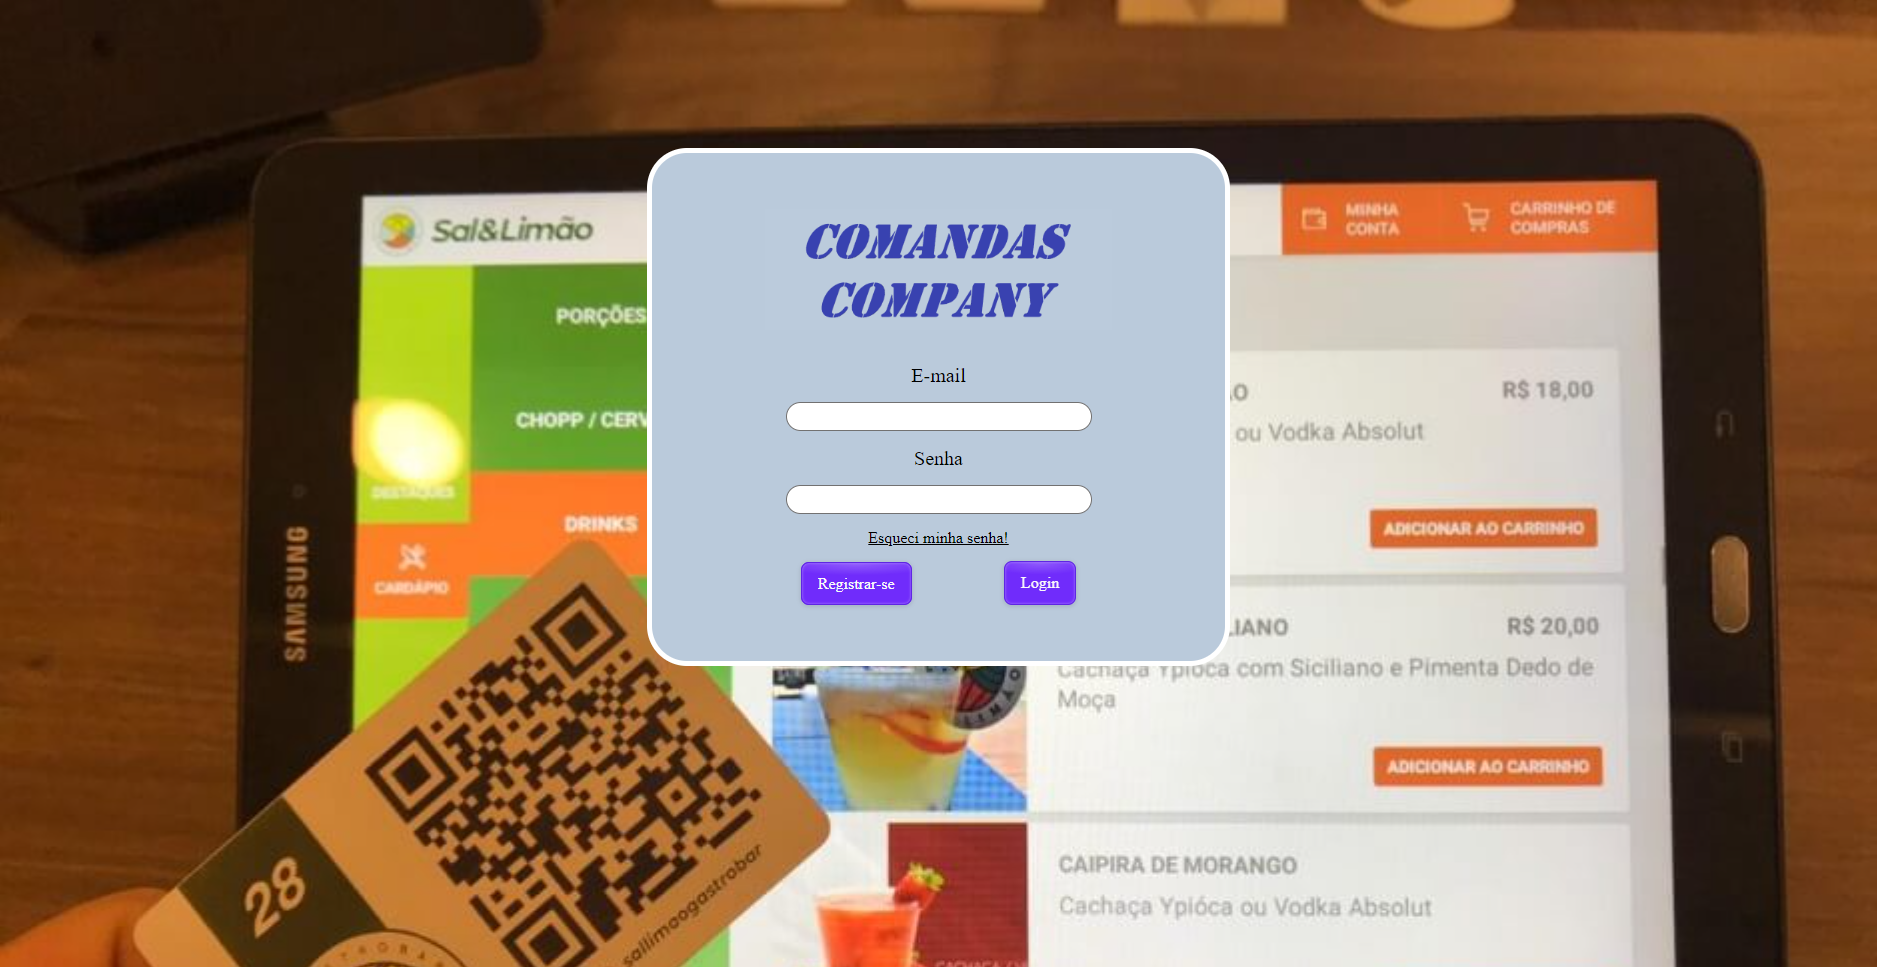 Sal&Limão
MINHA
CONTA
CARRINHO DE
COMPRAS
PORÇÕES
CHOPP / CERV
DESTAQUES
DRINKS
CARDÁPIO
SAMSUNG
COMANDAS
COMPANY
E-mail
Senha
Esqueci minha senha!
Registrar-se
Login
R$ 18,00
ou Vodka Absolut
ADICIONAR AO CARRINHO
LIANO
R$ 20,00
Cachaça Ypióca com Siciliano e Pimenta Dedo de
Moça
ADICIONAR AO CARRINHO
CAIPIRA DE MORANGO
Cachaça Ypióca ou Vodka Absolut
28
sallimaogastrobar